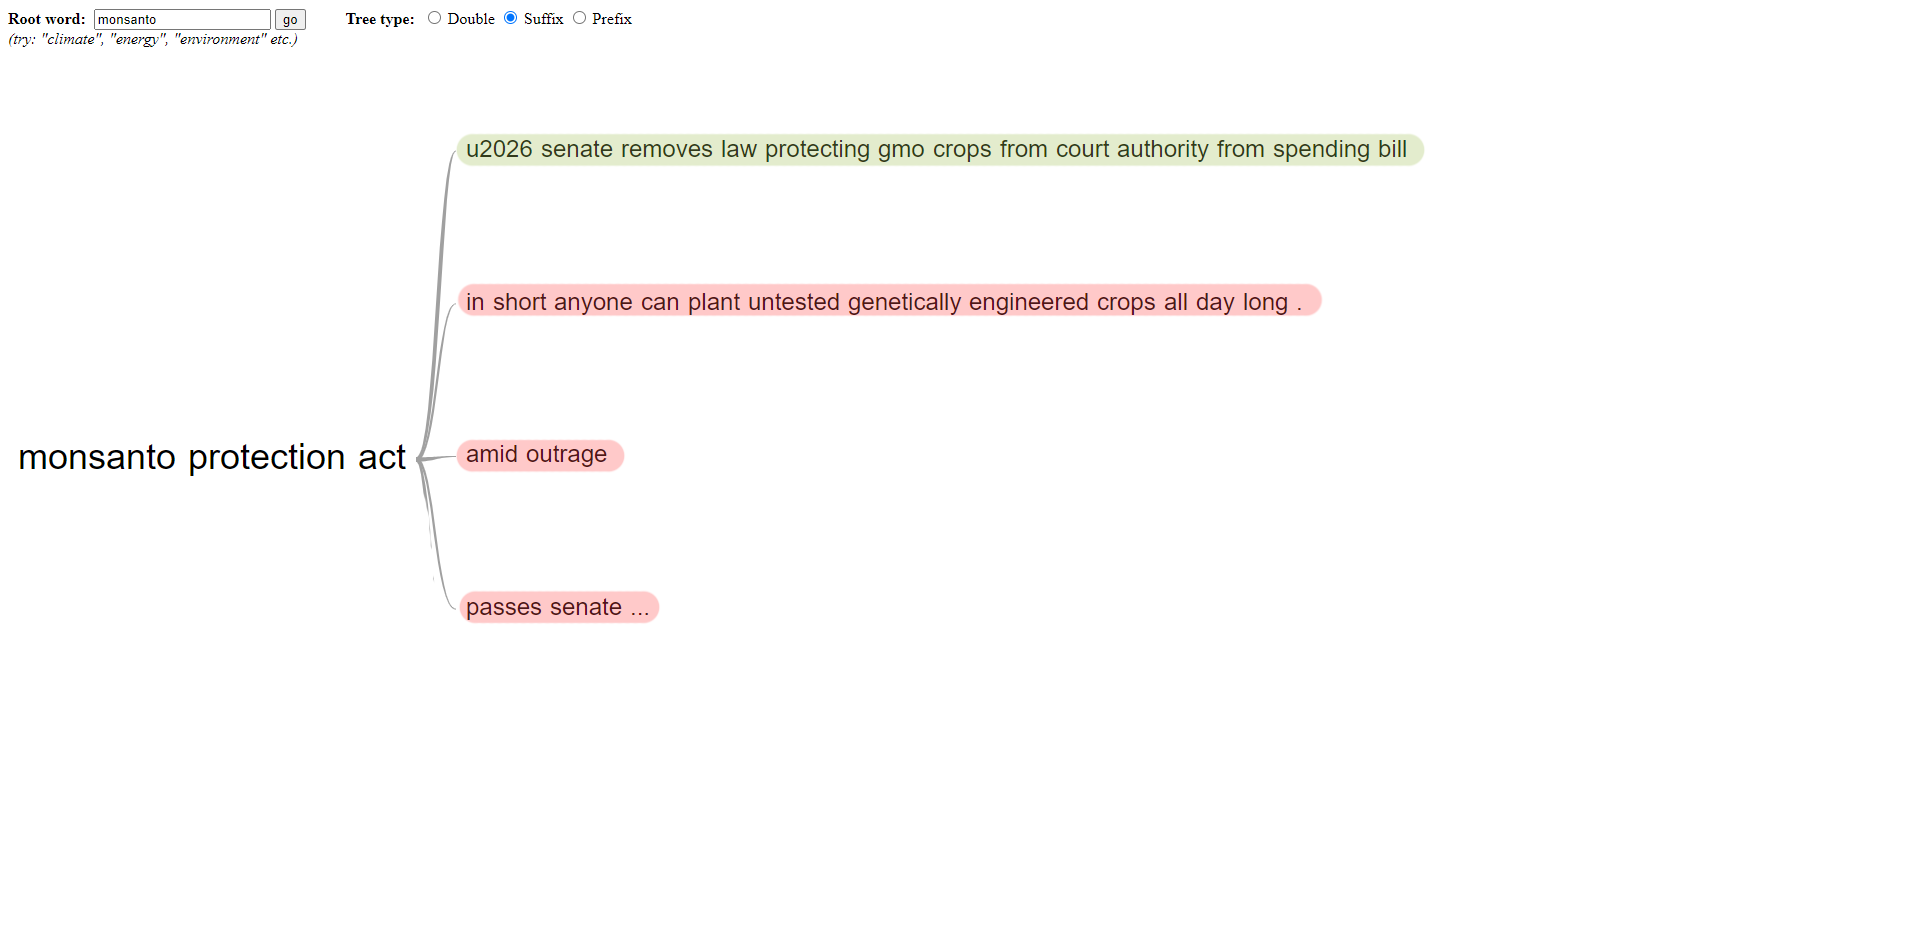 Root word: monsanto go Tree type: Double Suffix Prefix
(try: "climate", "energy", "environment" etc.)
u2026 senate removes law protecting gmo crops from court authority from spending bill
in short anyone can plant untested genetically engineered crops all day long .
monsanto protection act
amid outrage
passes senate ...